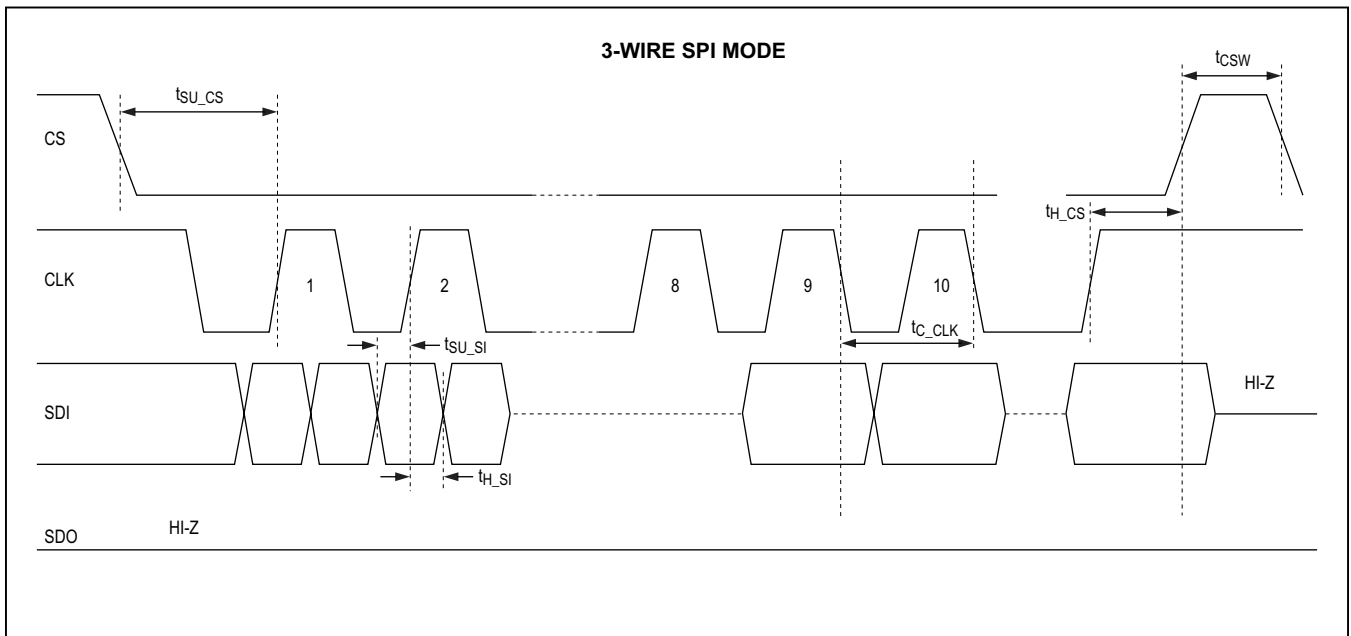 3-WIRE SPI MODE
tCSW
tSU_CS
CS
tH_CS
CLK
1
2
8
9
10
tC_CLK
tSU_SI
SDI
HI-Z
tH_SI
SDO
HI-Z